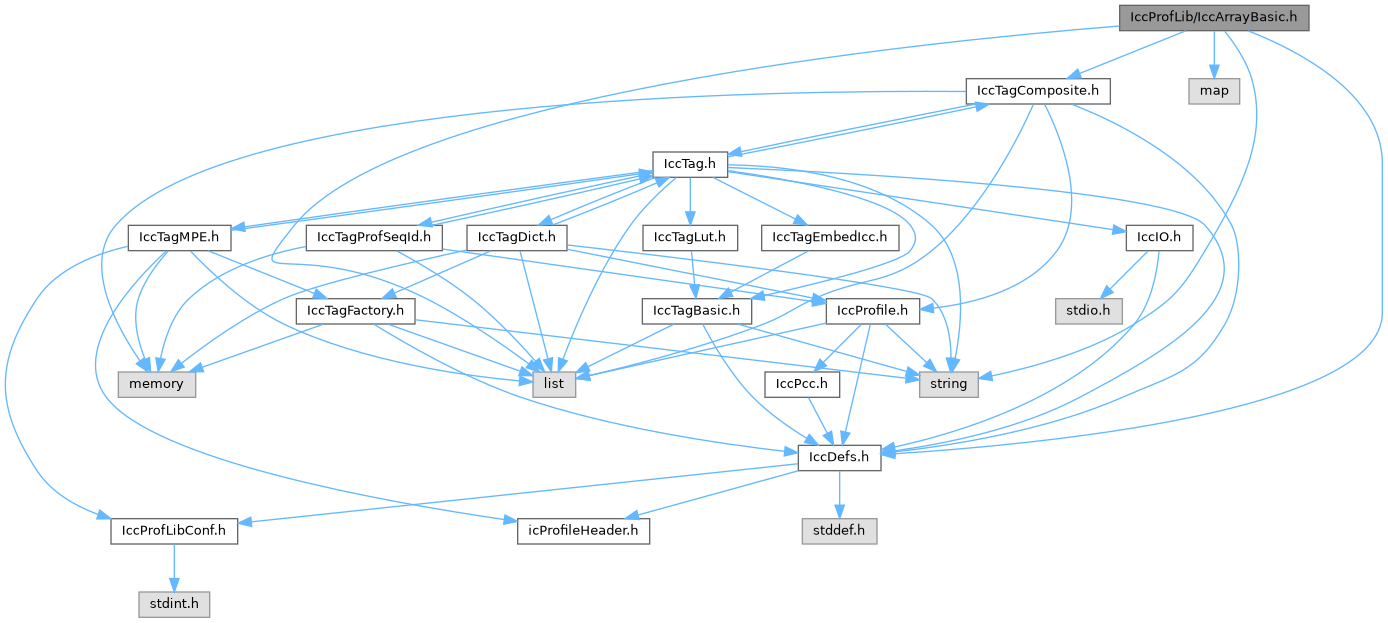 IccProfLib/IccArrayBasic.h
IccTagComposite.h
map
IccTag.h
IccTagMPE.h
IccTagProfSeqId.h
IccTagDict.h
IccTagLut.h
IccTagEmbedIcc.h
IccIO.h
IccTagFactory.h
IccTagBasic.h
IccProfile.h
stdio.h
memory
list
IccPcc.h
string
IccDefs.h
IccProfLibConf.h
icProfileHeader.h
stddef.h
stdint.h